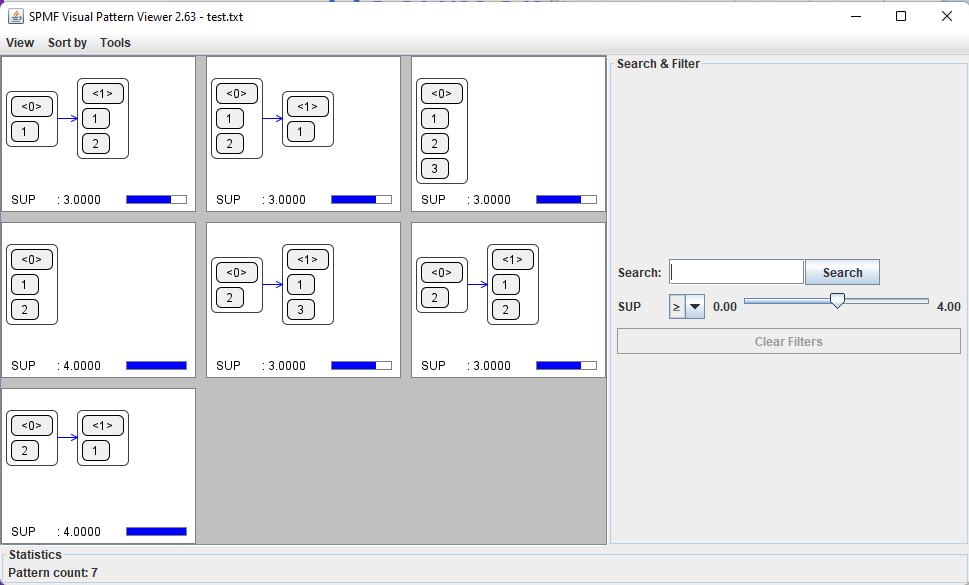 SPMF Visual Pattern Viewer 2.63 - test.txt
View Sort by Tools
<0> 1 <1> 1 2
SUP : 3.0000
<0> 1 2 <1> 1
SUP : 3.0000
<0> 1 2 3
SUP : 3.0000
<0> 1 2
SUP : 4.0000
<0> 2 <1> 1 3
SUP : 3.0000
<0> 2 <1> 1 2
SUP : 3.0000
<0> 2 <1> 1
SUP : 4.0000
Search & Filter
Search: Search
SUP ≥ 0.00 4.00
Clear Filters
Statistics
Pattern count: 7